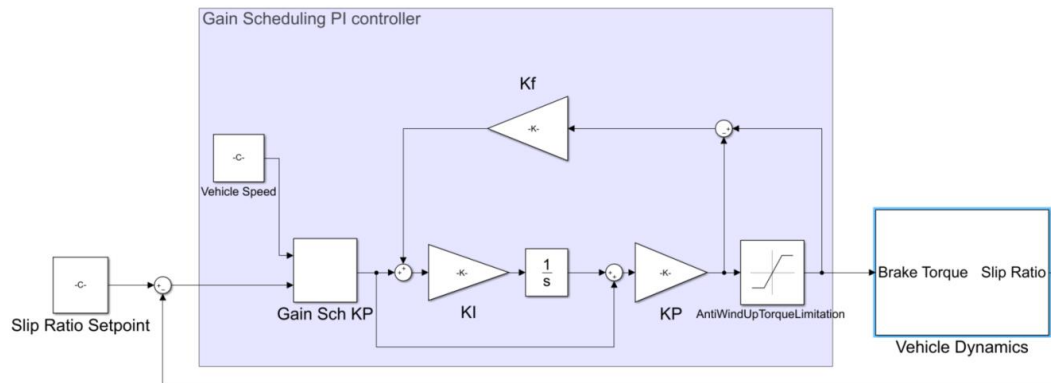 Gain Scheduling PI controller
Kf
-K-
-C-
Vehicle Speed
-C-
Slip Ratio Setpoint
Gain Sch KP
-K-
KI
1
s
-K-
KP
AntiWindUpTorqueLimitation
Brake Torque Slip Ratio
Vehicle Dynamics